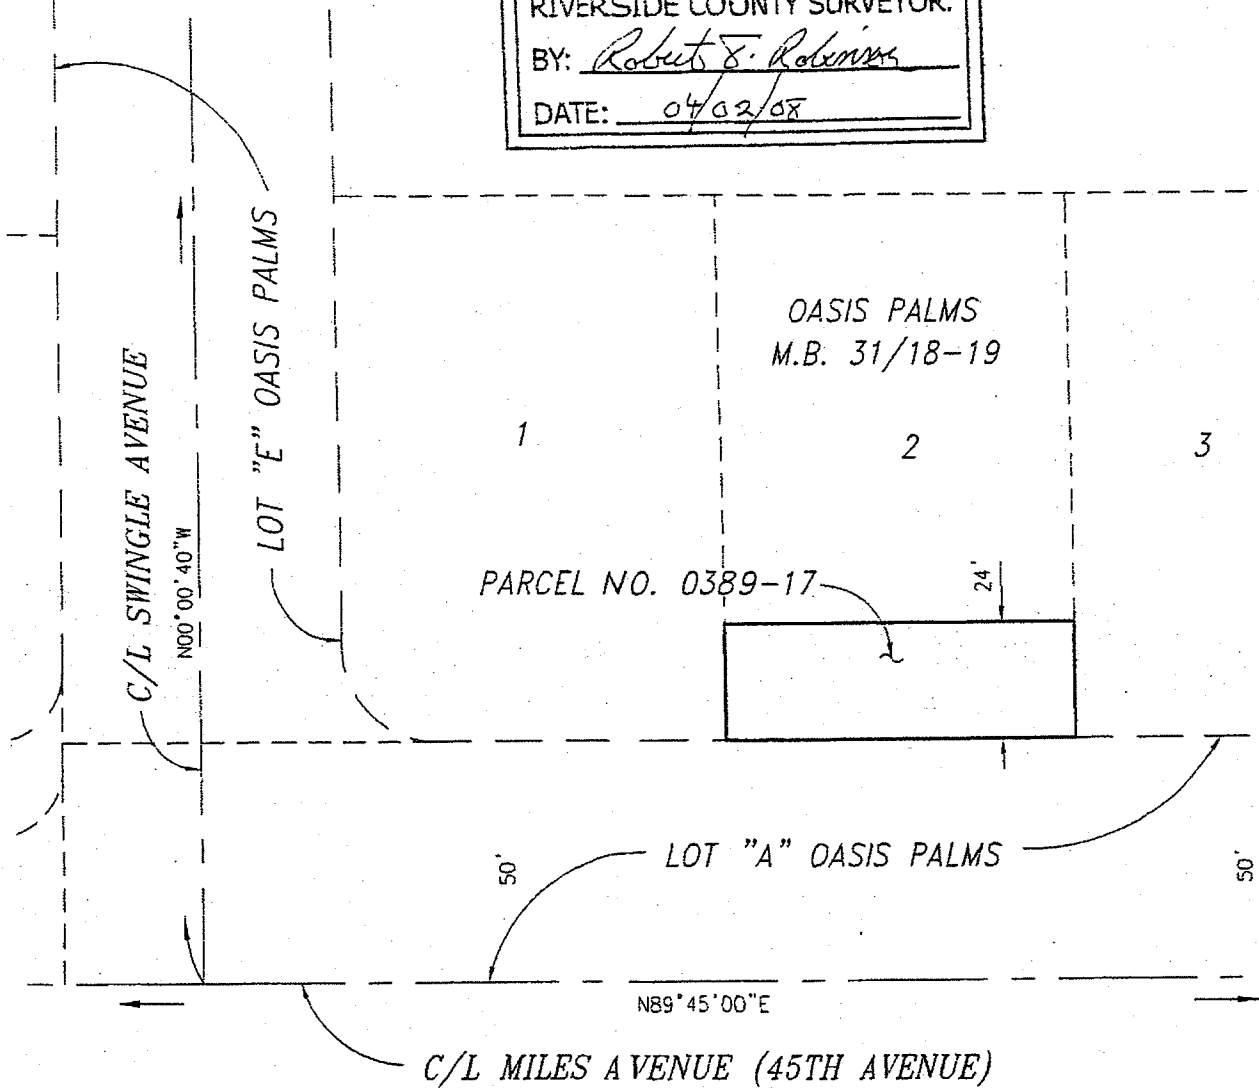 RIVERSIDE COUNTY SURVEYOR.
BY: Robert J. Robinson
DATE: 04/02/08
LOT "E" OASIS PALMS
OASIS PALMS
M.B. 31/18-19
C/L SWINGLE AVENUE
N00°00'40"W
1
2
3
PARCEL NO. 0389-17
24'
50'
LOT "A" OASIS PALMS
50'
N89°45'00"E
C/L MILES AVENUE (45TH AVENUE)